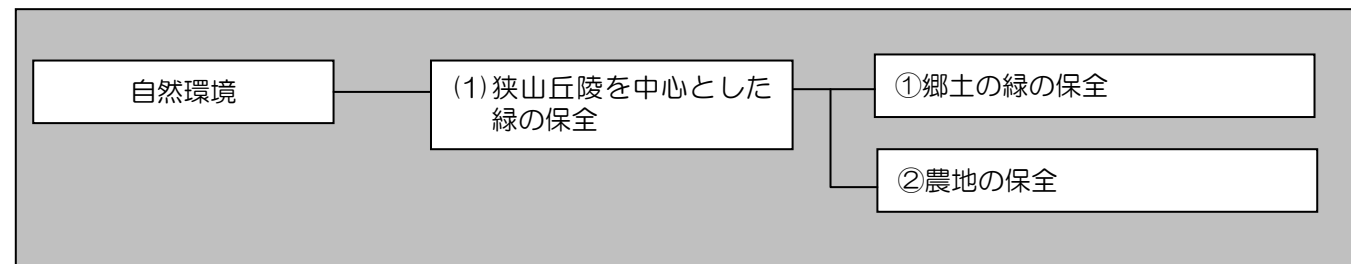 自然環境
(1)狭山丘陵を中心とした
緑の保全
①郷土の緑の保全
②農地の保全